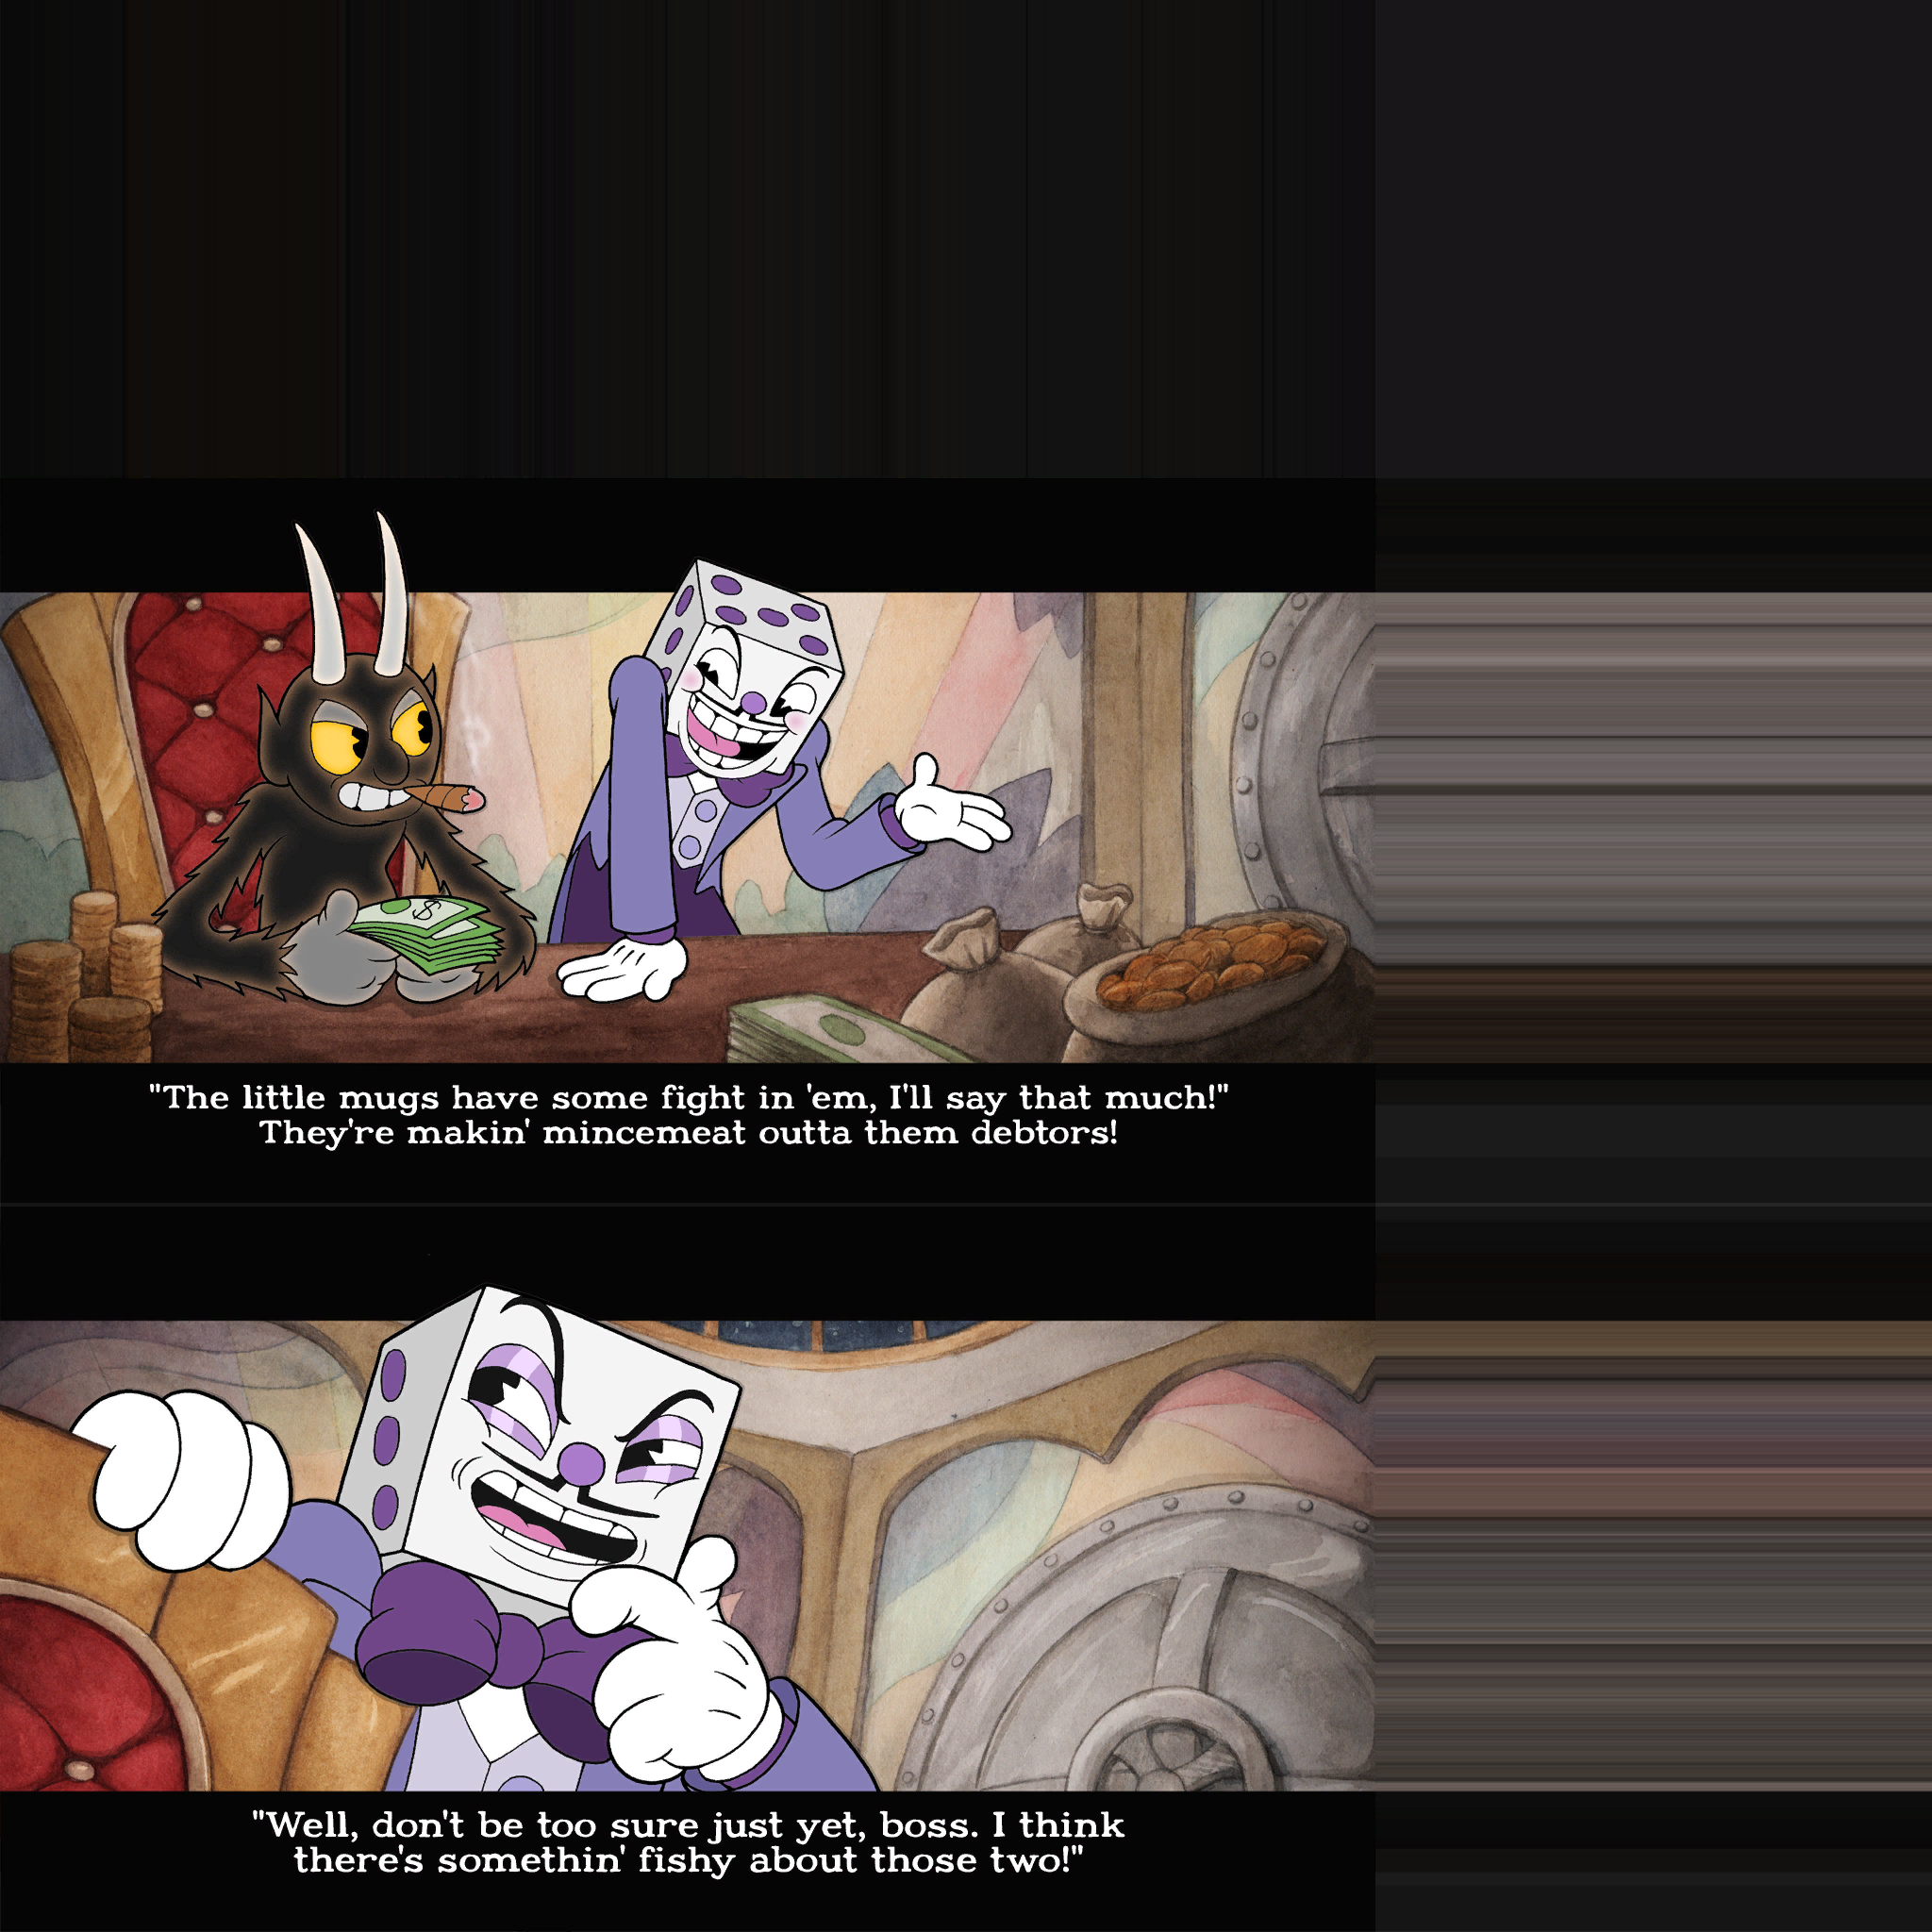 "The little mugs have some fight in 'em, I'll say that much!"
They're makin' mincemeat outta them debtors!
$
"Well, don't be too sure just yet, boss. I think
there's somethin' fishy about those two!"